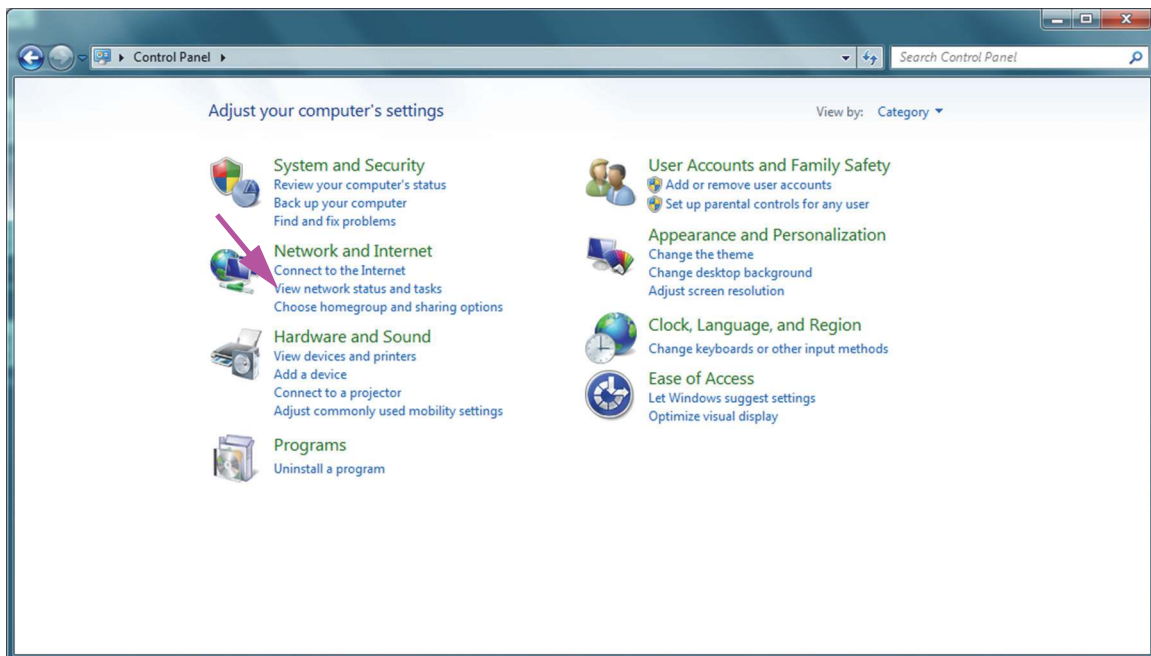 Control Panel
Search Control Panel
Adjust your computer's settings
View by: Category
System and Security
Review your computer's status
Back up your computer
Find and fix problems
Network and Internet
Connect to the Internet
View network status and tasks
Choose homegroup and sharing options
Hardware and Sound
View devices and printers
Add a device
Connect to a projector
Adjust commonly used mobility settings
Programs
Uninstall a program
User Accounts and Family Safety
Add or remove user accounts
Set up parental controls for any user
Appearance and Personalization
Change the theme
Change desktop background
Adjust screen resolution
Clock, Language, and Region
Change keyboards or other input methods
Ease of Access
Let Windows suggest settings
Optimize visual display